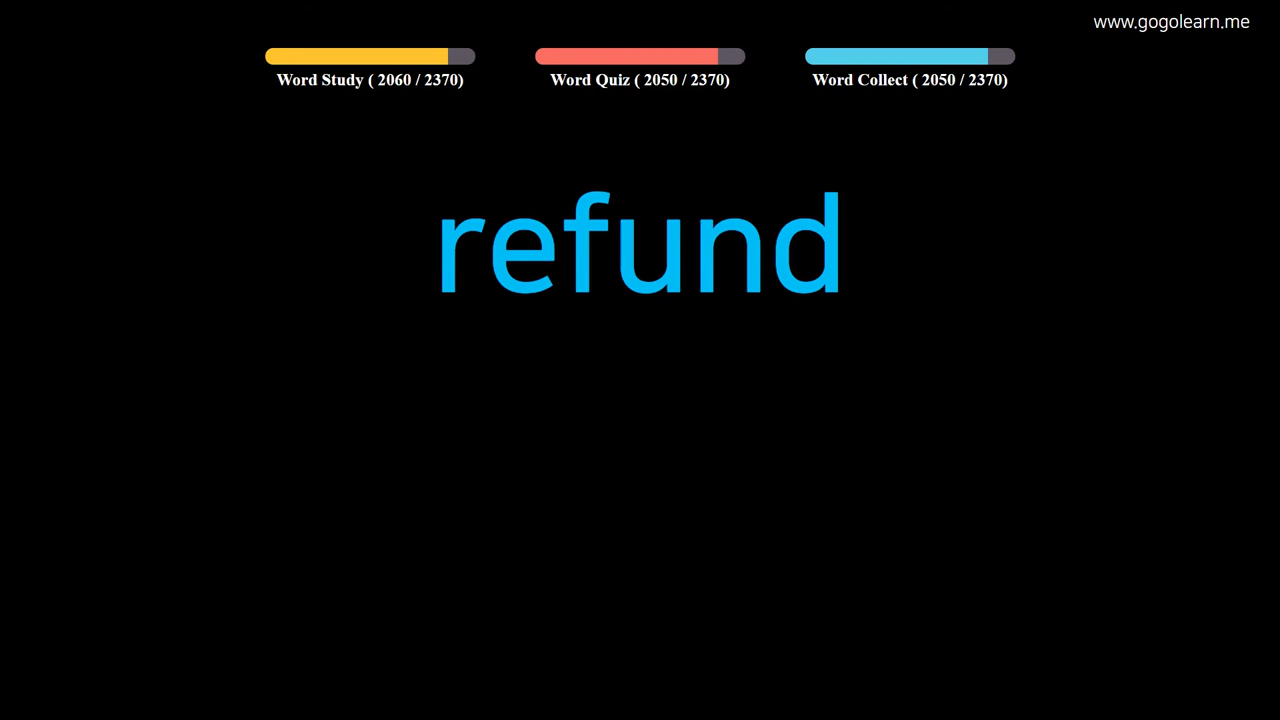 www.gogolearn.me
Word Study ( 2060 / 2370)
Word Quiz ( 2050 / 2370)
Word Collect ( 2050 / 2370)
refund